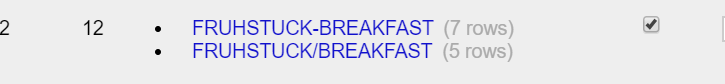 2 12 • FRUHSTUCK-BREAKFAST (7 rows)
• FRUHSTUCK/BREAKFAST (5 rows)